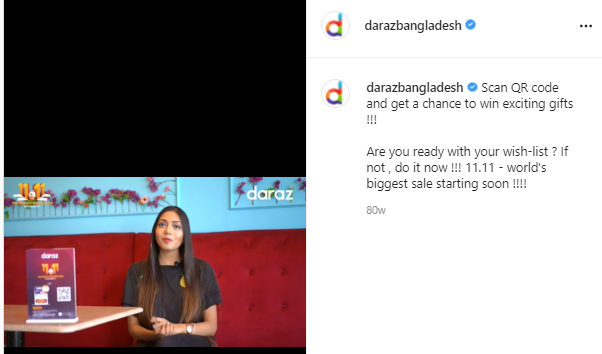 11.11
daraz
daraz
11.11
darazbangladesh
darazbangladesh Scan QR code
and get a chance to win exciting gifts
!!!
Are you ready with your wish-list ? If
not , do it now !!! 11.11 - world's
biggest sale starting soon !!!!
80w